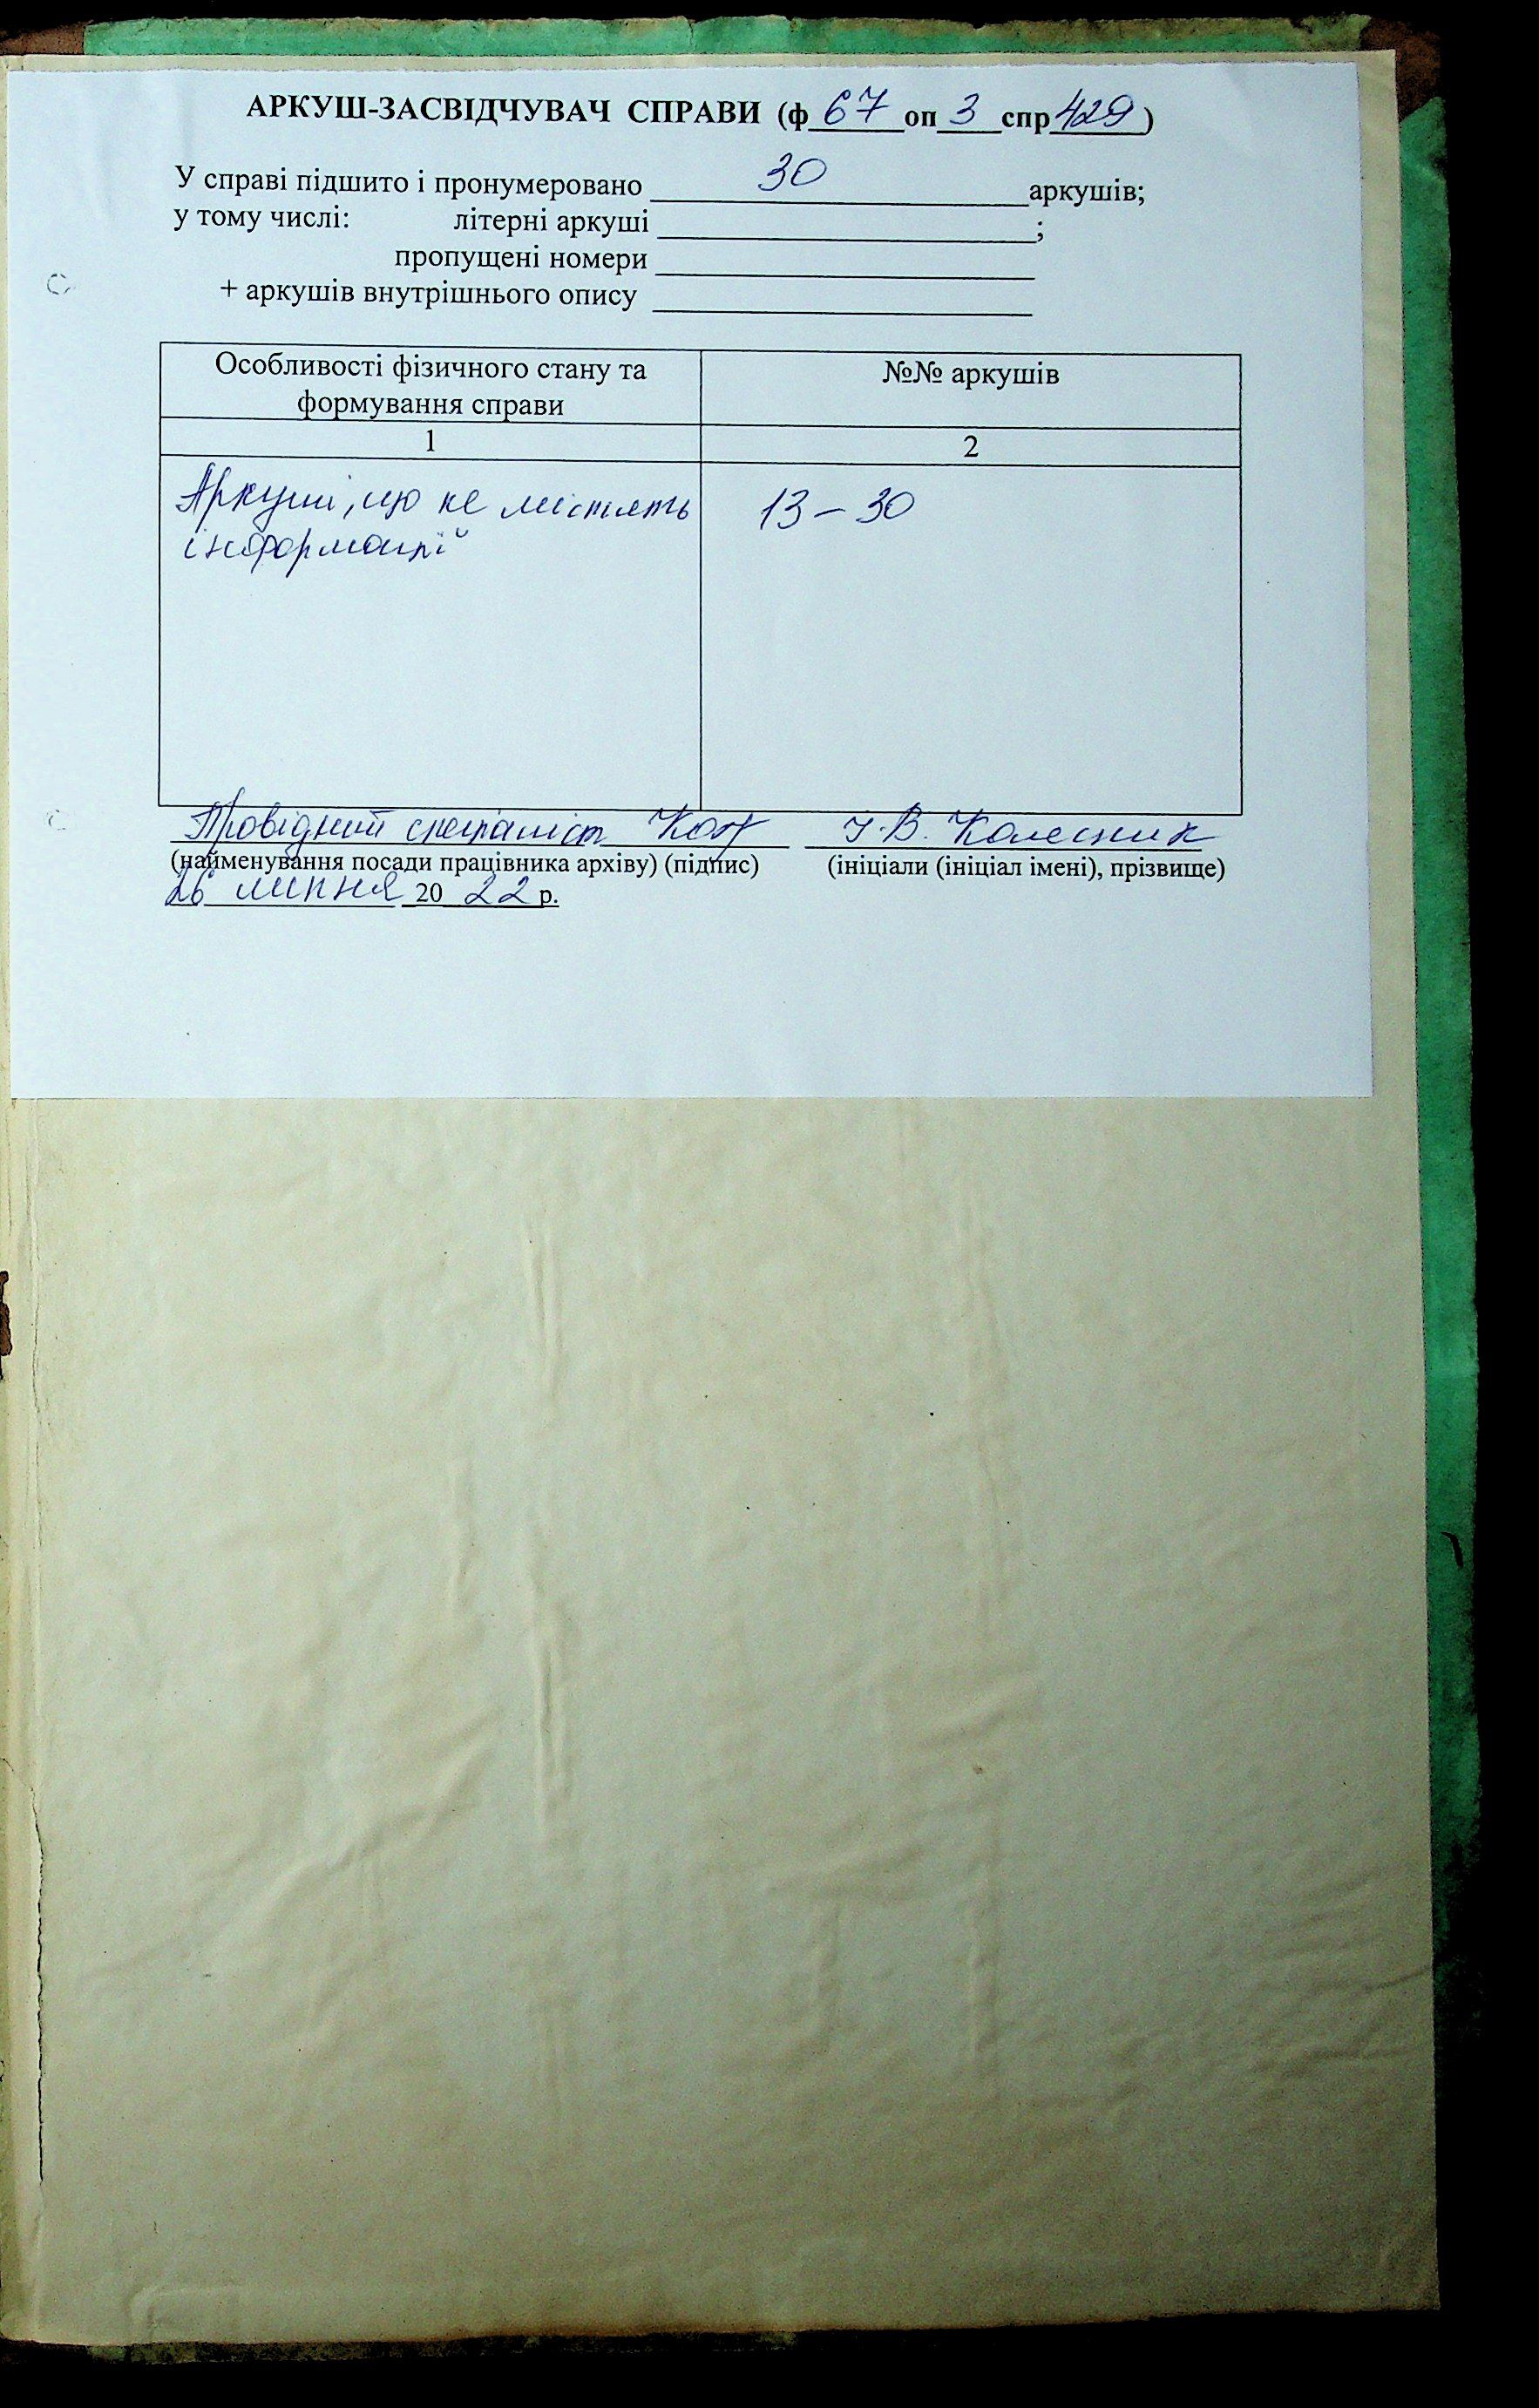 АРКУШ-ЗАСВІДЧУВАЧ СПРАВИ (ф 67 оп 3 спр 429)
У справі підшито і пронумеровано 30 аркушів;
у тому числі: літерні аркуші ;
пропущені номери
+ аркушів внутрішнього опису
Особливості фізичного стану та формування справи №№ аркушів
1 2
Аркуші, що не містять 13 – 30
інформації
Провідний спеціаліст І.В. Колесник
(найменування посади працівника архіву) (підпис) (ініціали (ініціал імені), прізвище)
26 липня 2022 р.